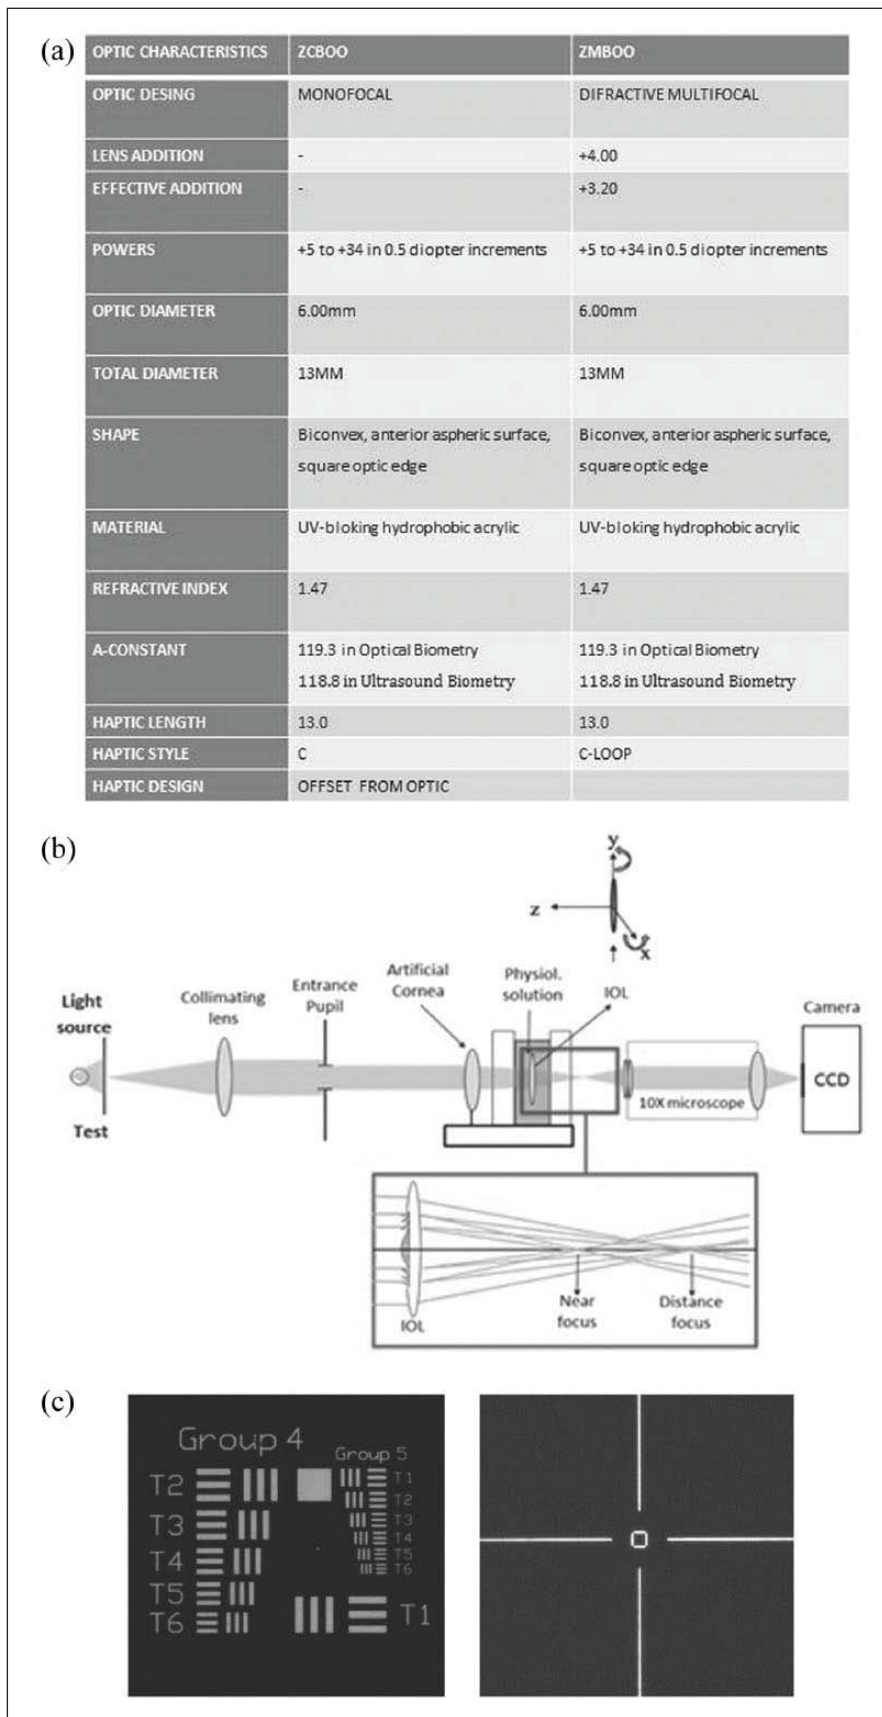 (a)
OPTIC CHARACTERISTICS ZCBOO ZMBOO
OPTIC DESING MONOFOCAL DIFRACTIVE MULTIFOCAL
LENS ADDITION - +4.00
EFFECTIVE ADDITION - +3.20
POWERS +5 to +34 in 0.5 diopter increments +5 to +34 in 0.5 diopter increments
OPTIC DIAMETER 6.00mm 6.00mm
TOTAL DIAMETER 13MM 13MM
SHAPE Biconvex, anterior aspheric surface, Biconvex, anterior aspheric surface,
square optic edge square optic edge
MATERIAL UV-bloking hydrophobic acrylic UV-bloking hydrophobic acrylic
REFRACTIVE INDEX 1.47 1.47
A-CONSTANT 119.3 in Optical Biometry 119.3 in Optical Biometry
118.8 in Ultrasound Biometry 118.8 in Ultrasound Biometry
HAPTIC LENGTH 13.0 13.0
HAPTIC STYLE C C-LOOP
HAPTIC DESIGN OFFSET FROM OPTIC
(b)
y
z
x
Light
source
Collimating
lens
Entrance
Pupil
Artificial
Cornea
Physiol.
solution
IOL
Camera
CCD
10X microscope
Test
Near
focus
Distance
focus
IOL
(c)
Group 4
Group 5
T2
T3
T4
T5
T6
T1
T2
T3
T4
T5
T6
T1